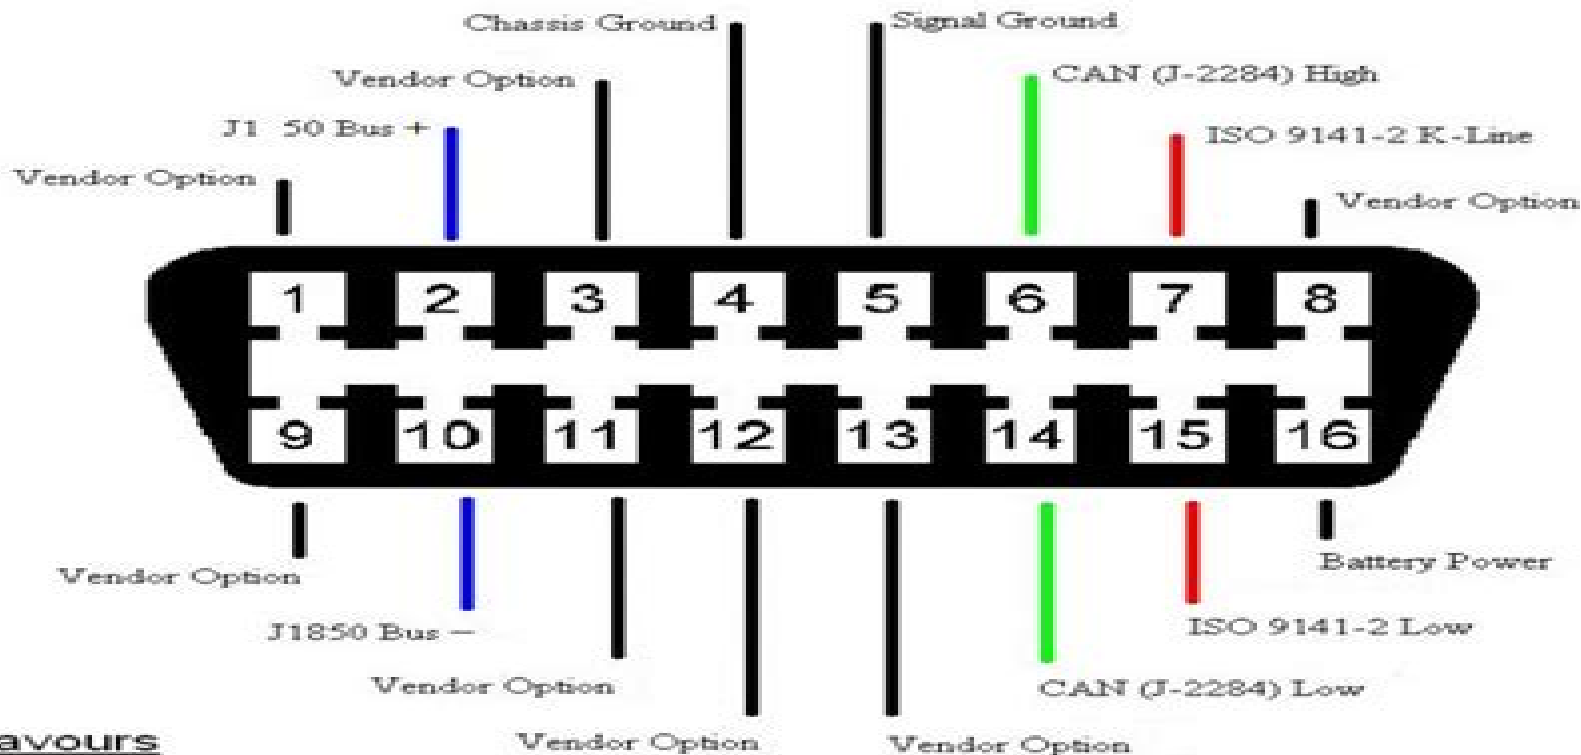 Chassis Ground
Signal Ground
Vendor Option
CAN (J-2284) High
J1 50 Bus +
ISO 9141-2 K-Line
Vendor Option
Vendor Option
1 2 3 4 5 6 7 8
9 10 11 12 13 14 15 16
Battery Power
Vendor Option
J1850 Bus –
ISO 9141-2 Low
Vendor Option
CAN (J-2284) Low
avours
Vendor Option
Vendor Option